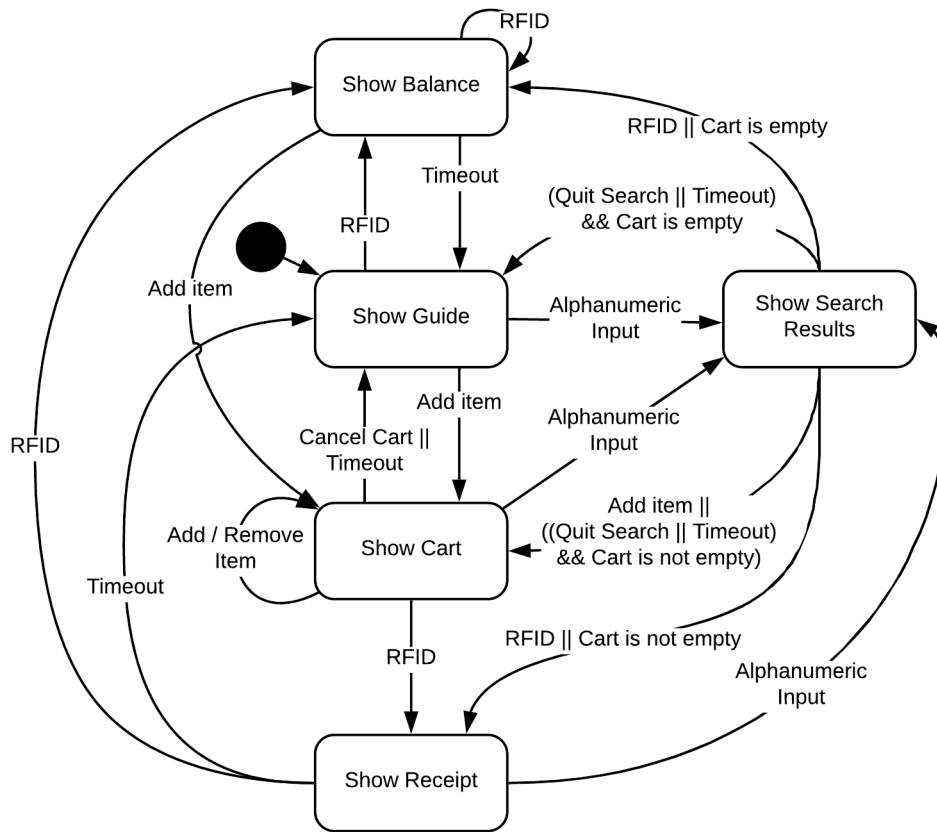 RFID
Show Balance
RFID || Cart is empty
Timeout
(Quit Search || Timeout)
&& Cart is empty
RFID
Add item
Show Guide
Alphanumeric
Input
Show Search
Results
Add item
Cancel Cart ||
Timeout
Alphanumeric
Input
RFID
Add / Remove
Item
Show Cart
Add item ||
((Quit Search || Timeout)
&& Cart is not empty)
Timeout
RFID
RFID || Cart is not empty
Alphanumeric
Input
Show Receipt